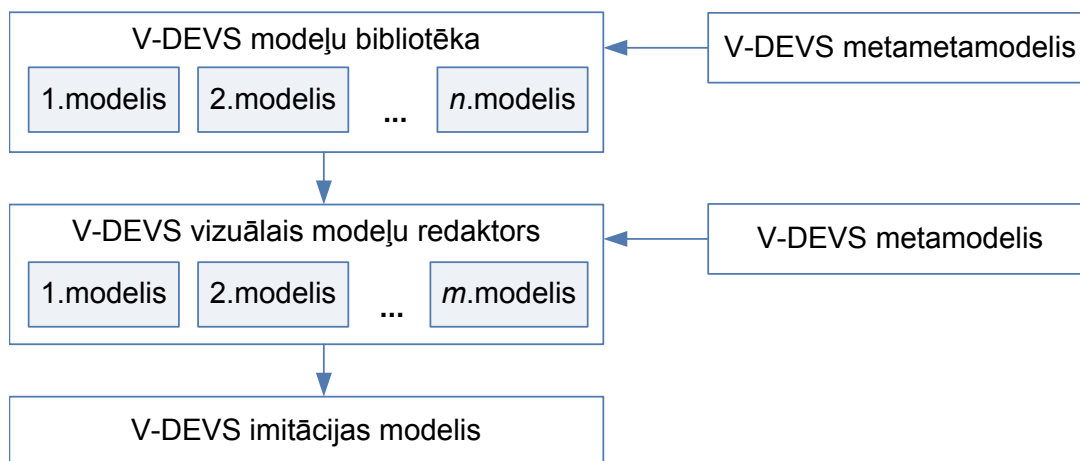 V-DEVS modeļu bibliotēka
V-DEVS metametamodelis
1.modelis 2.modelis ... n.modelis
V-DEVS vizuālais modeļu redaktors
V-DEVS metamodelis
1.modelis 2.modelis ... m.modelis
V-DEVS imitācijas modelis